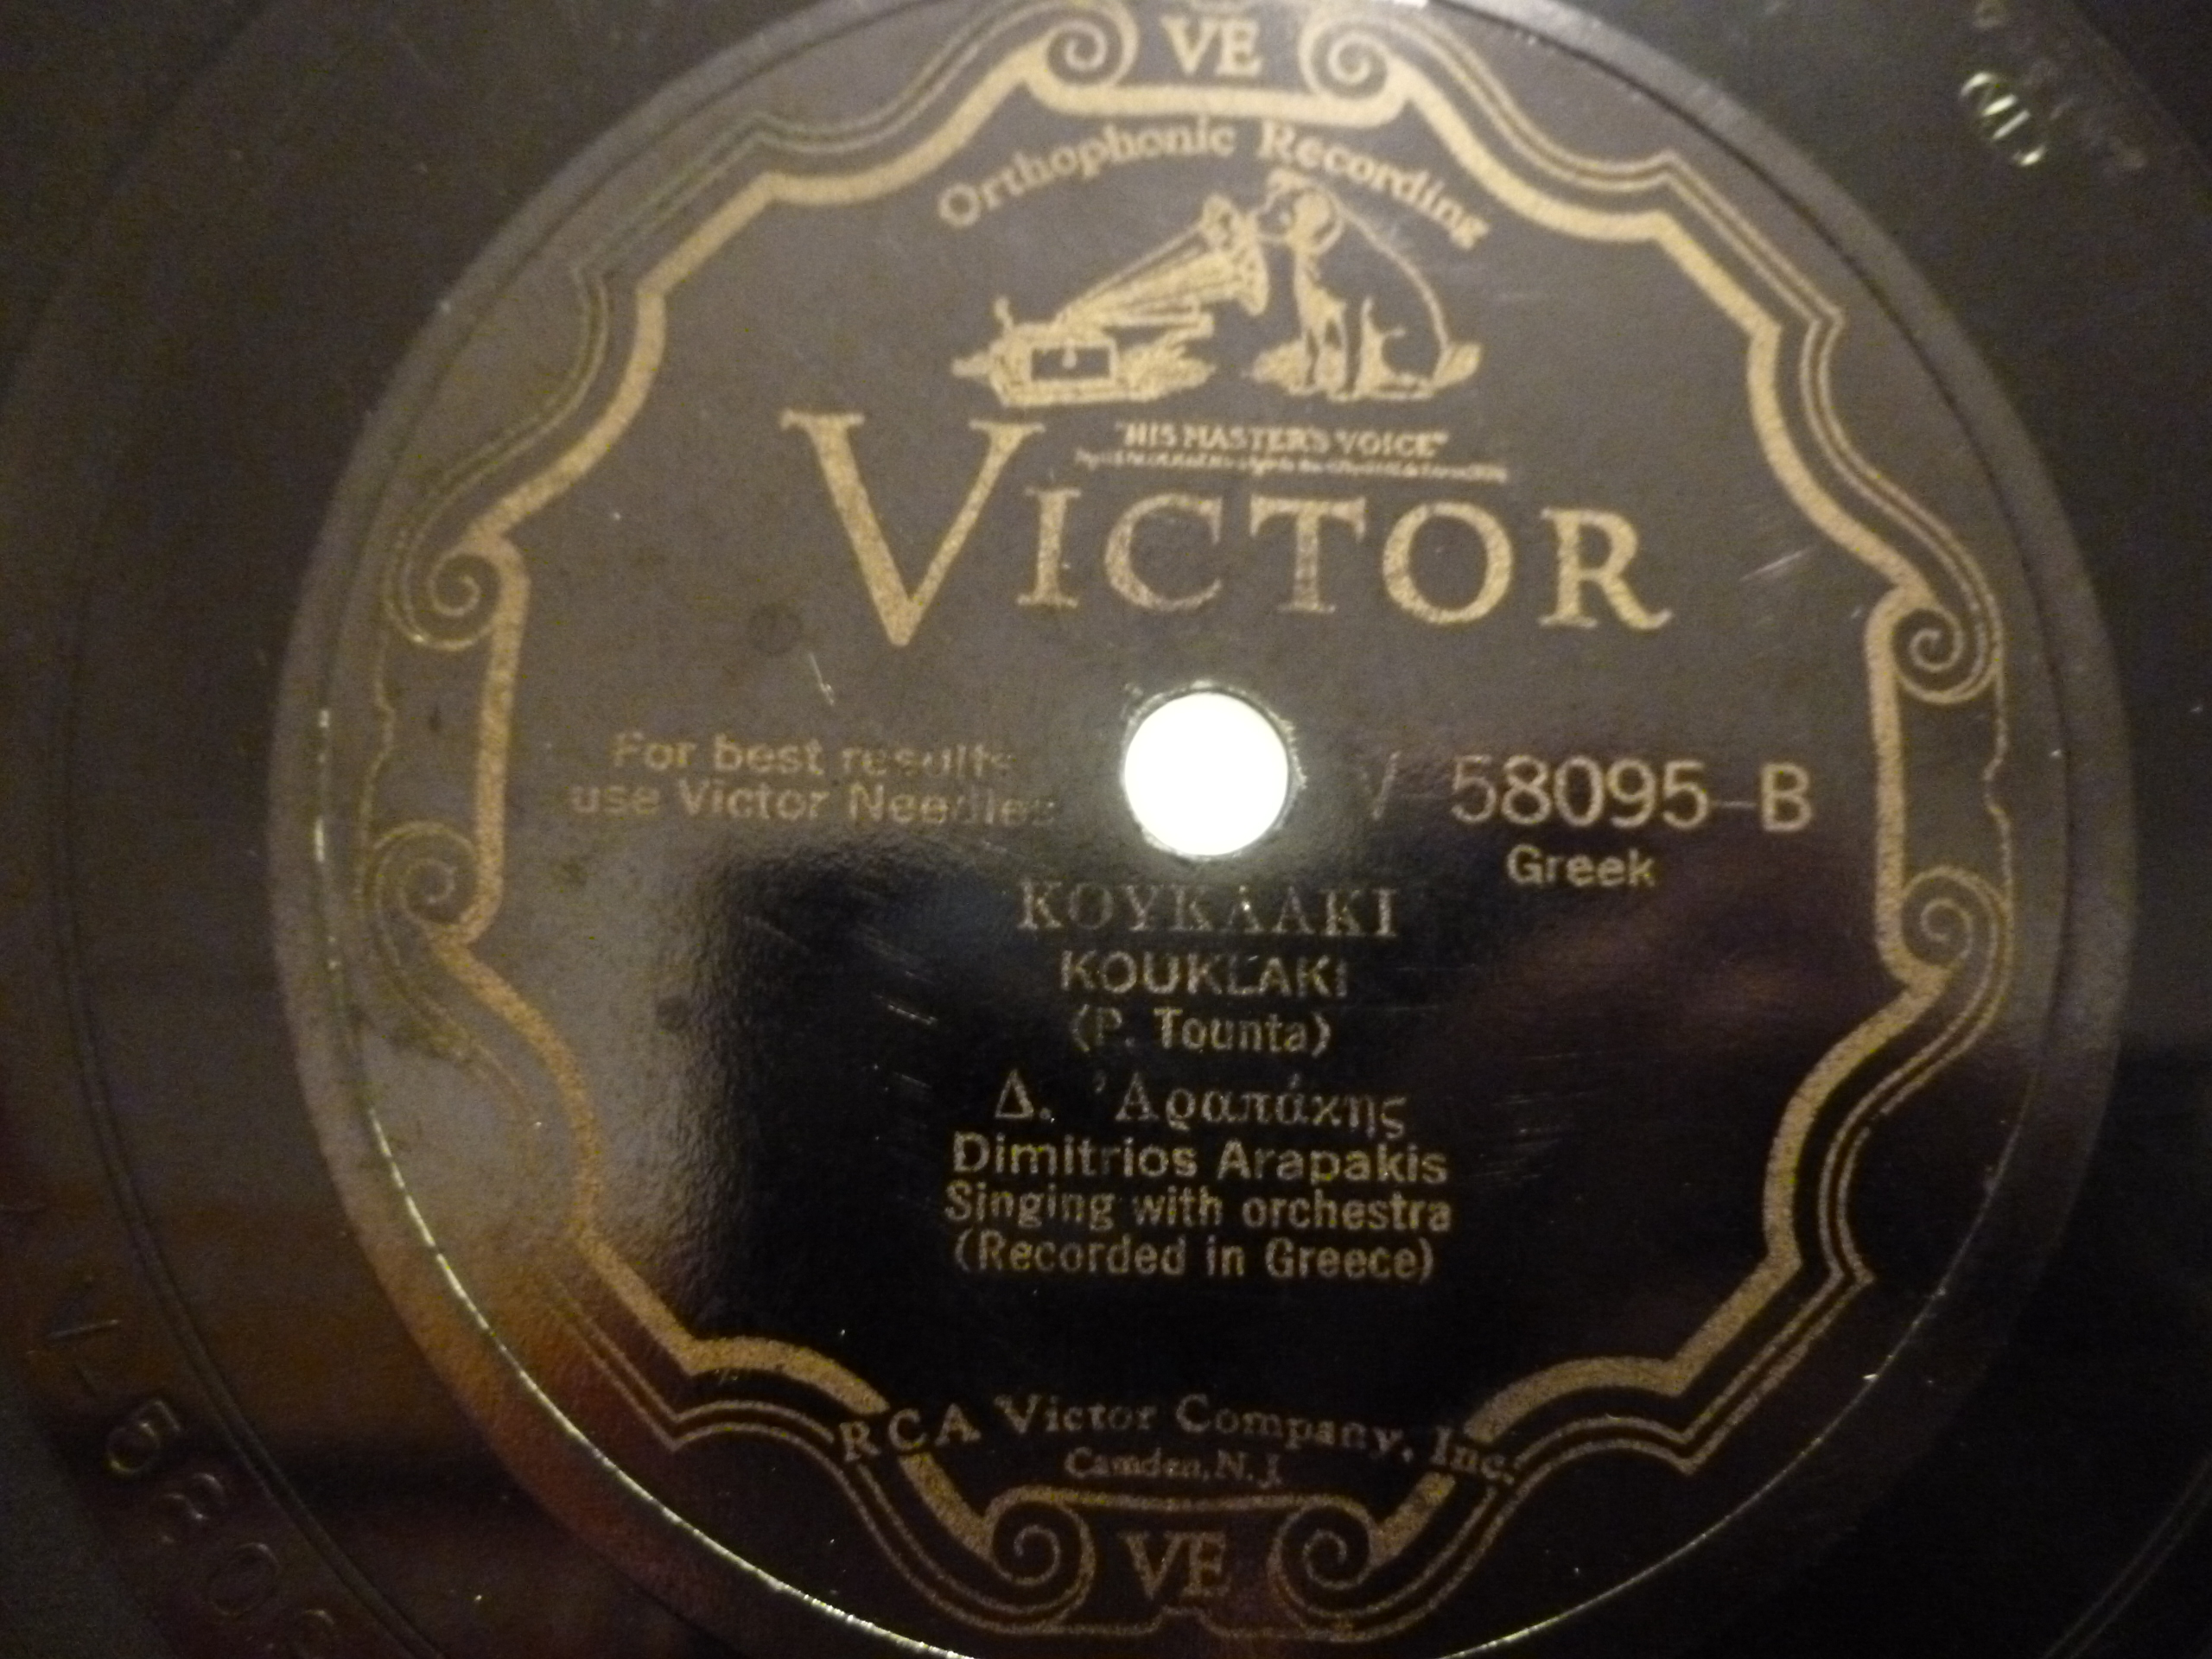 VE
Orthophonic Recording
"HIS MASTER'S VOICE"
VICTOR
For best results
use Victor Needles
V 58095-B
Greek
ΚΟΥΚΛΑΚΙ
KOUKLAKI
(P. Tounta)
Δ. Ἀραπάκης
Dimitrios Arapakis
Singing with orchestra
(Recorded in Greece)
RCA Victor Company, Inc.
Camden, N. J.
VE